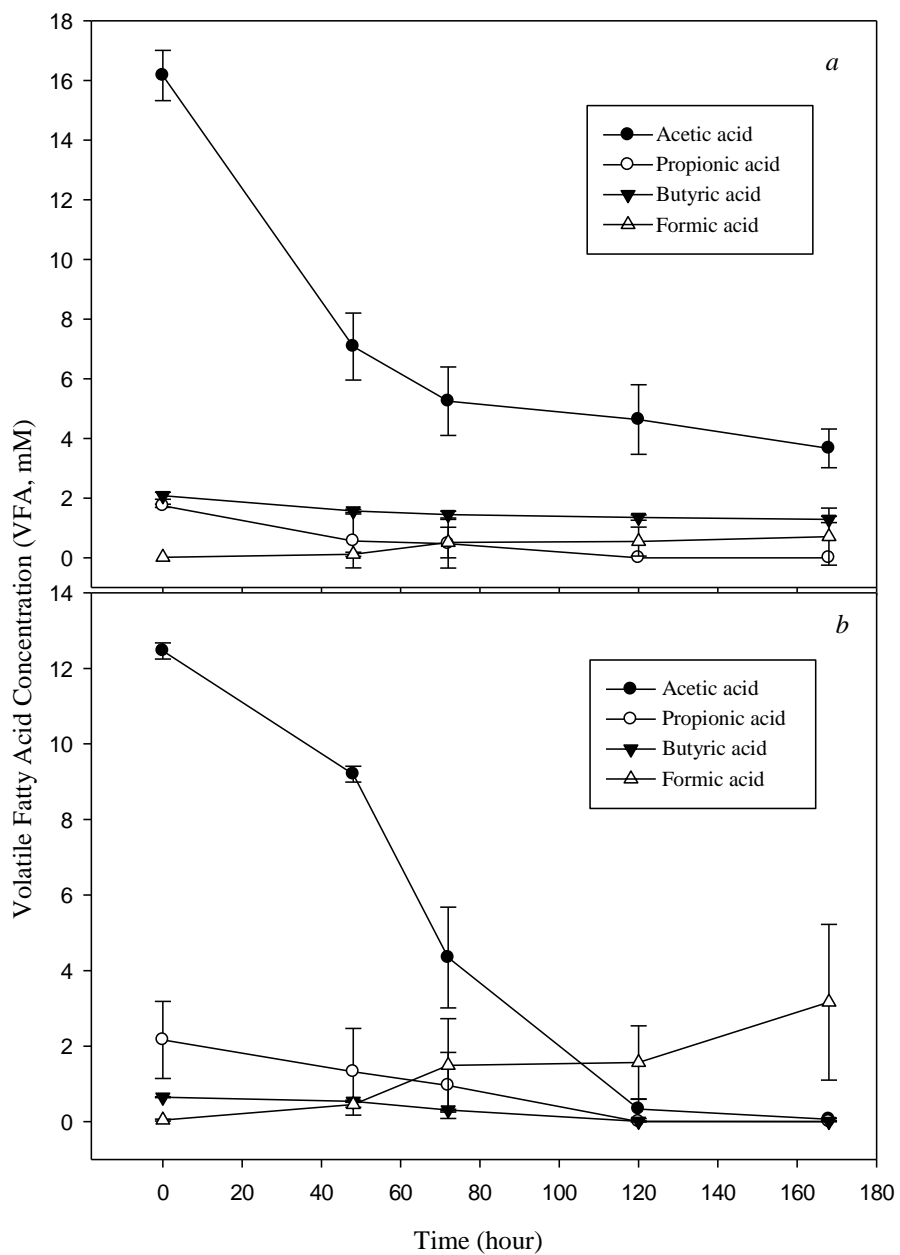 18
16
14
12
10
8
6
4
2
0
a
Acetic acid
Propionic acid
Butyric acid
Formic acid
Volatile Fatty Acid Concentration (VFA, mM)
14
12
10
8
6
4
2
0
b
Acetic acid
Propionic acid
Butyric acid
Formic acid
0 20 40 60 80 100 120 140 160 180
Time (hour)